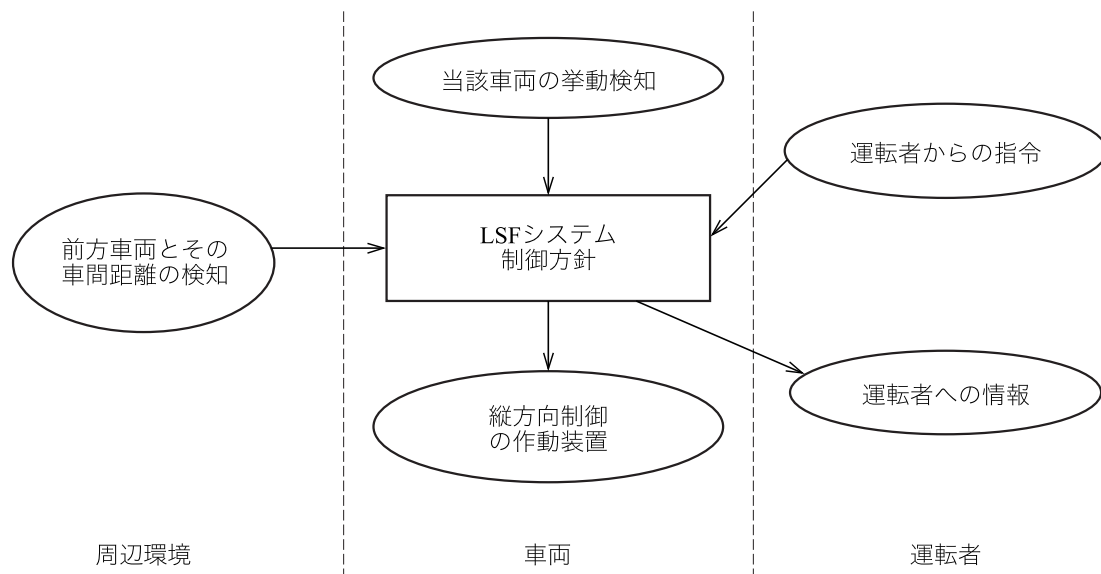 当該車両の挙動検知
運転者からの指令
前方車両とその
車間距離の検知
LSFシステム
制御方針
縦方向制御
の作動装置
運転者への情報
周辺環境
車両
運転者